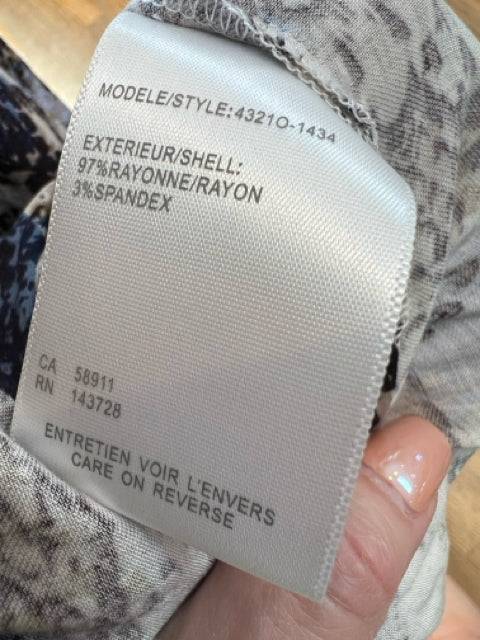 MODELE/STYLE:4321O-1434
EXTERIEUR/SHELL:
97%RAYONNE/RAYON
3%SPANDEX
CA 58911
RN 143728
ENTRETIEN VOIR L'ENVERS
CARE ON REVERSE